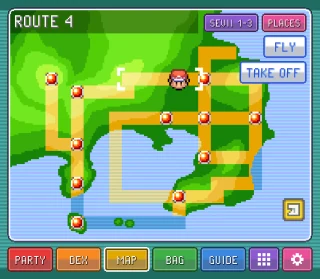 ROUTE 4
SEVII 1-3
PLACES
FLY
TAKE OFF
PARTY
DEX
MAP
BAG
GUIDE